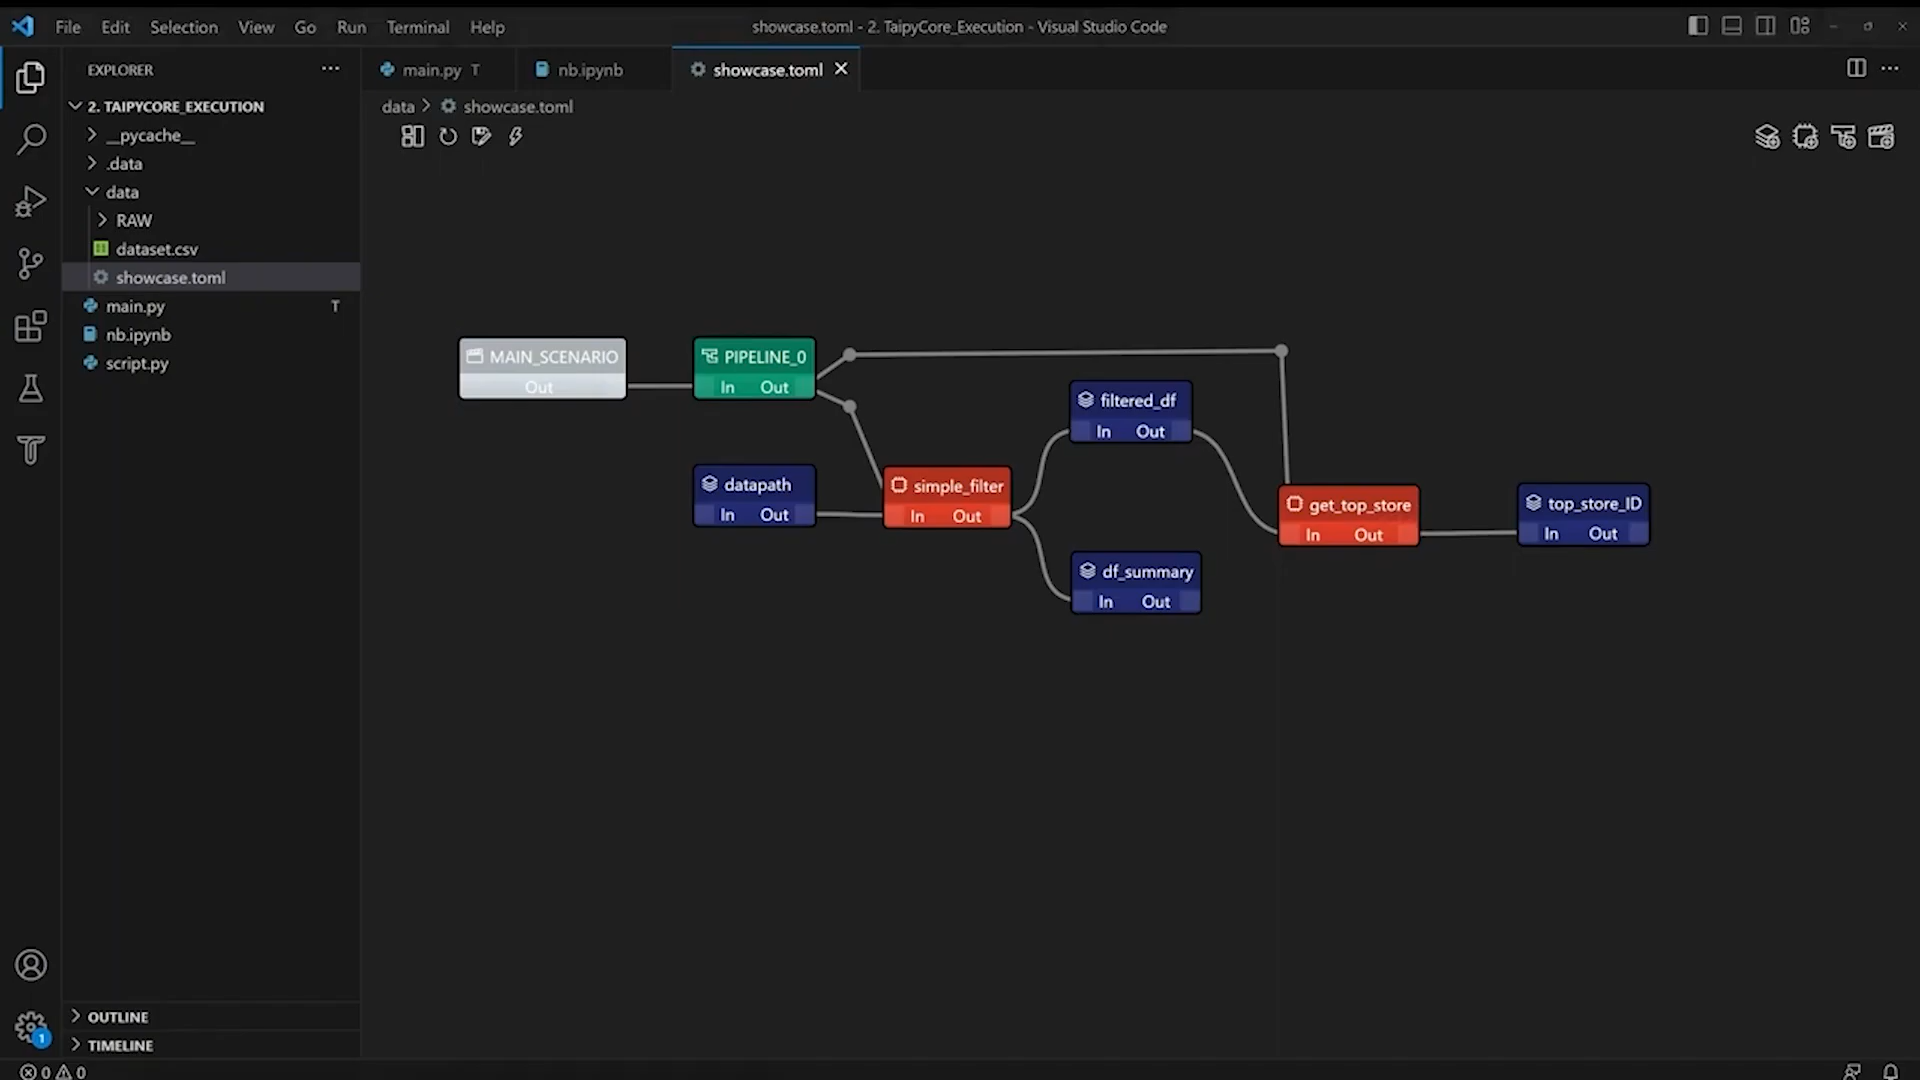 File Edit Selection View Go Run Terminal Help
showcase.toml - 2. TaipyCore_Execution - Visual Studio Code
EXPLORER
main.py T
nb.ipynb
showcase.toml
2. TAIPYCORE_EXECUTION
data > showcase.toml
__pycache__
.data
data
RAW
dataset.csv
showcase.toml
main.py T
nb.ipynb
script.py
MAIN_SCENARIO
Out
PIPELINE_0
In Out
filtered_df
In Out
datapath
In Out
simple_filter
In Out
get_top_store
In Out
top_store_ID
In Out
df_summary
In Out
OUTLINE
1
TIMELINE
0 0